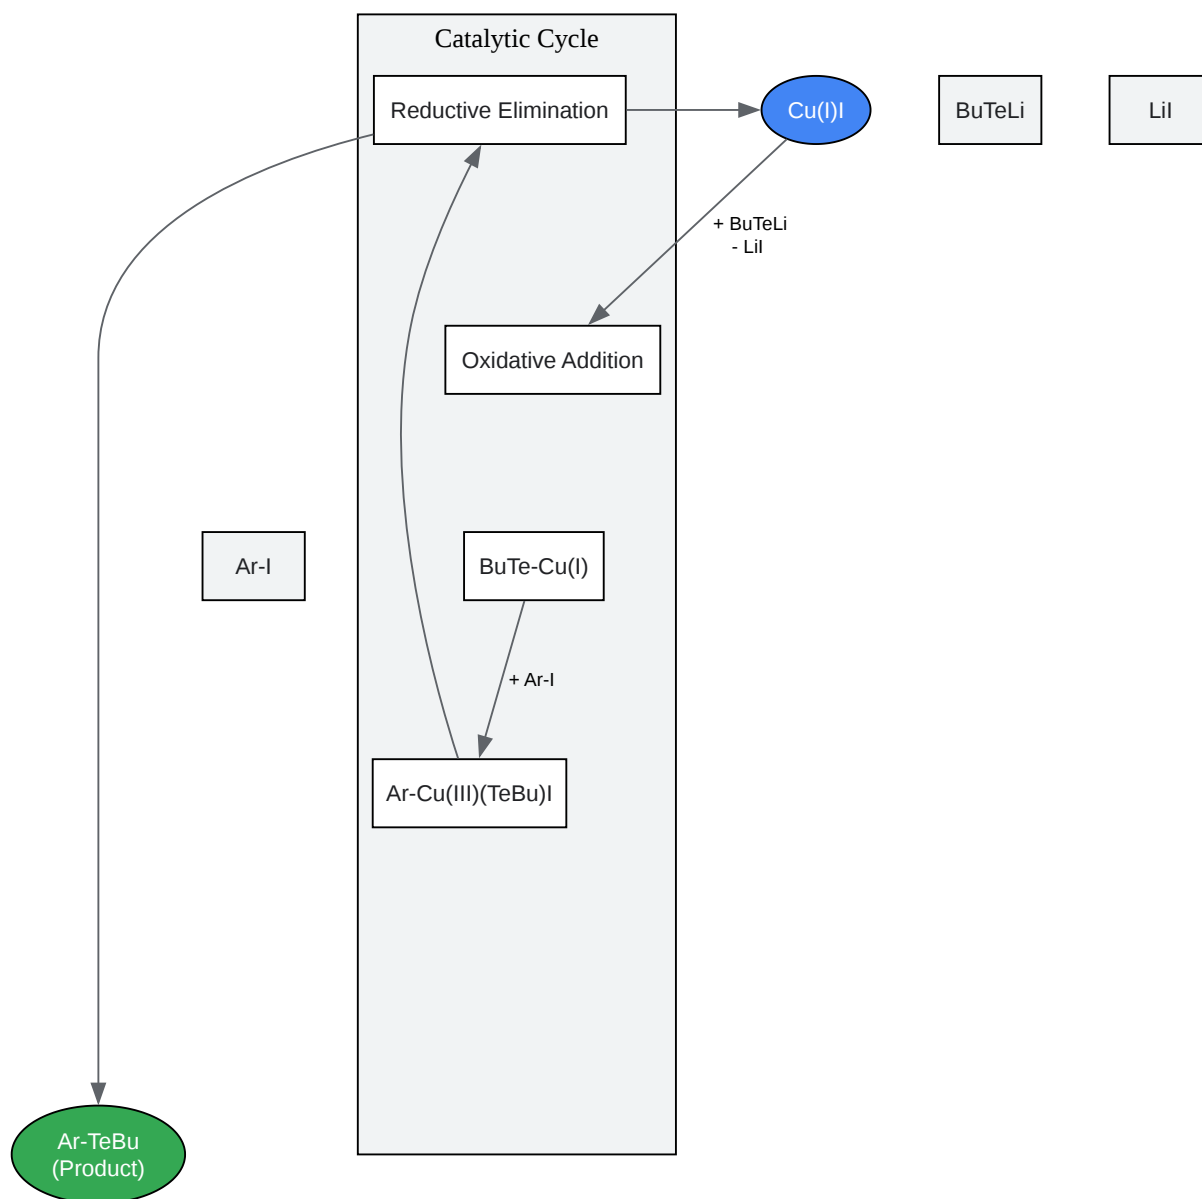 Catalytic Cycle
Reductive Elimination
Cu(I)I
BuTeLi
LiI
+ BuTeLi
- LiI
Oxidative Addition
Ar-I
BuTe-Cu(I)
+ Ar-I
Ar-Cu(III)(TeBu)I
Ar-TeBu
(Product)